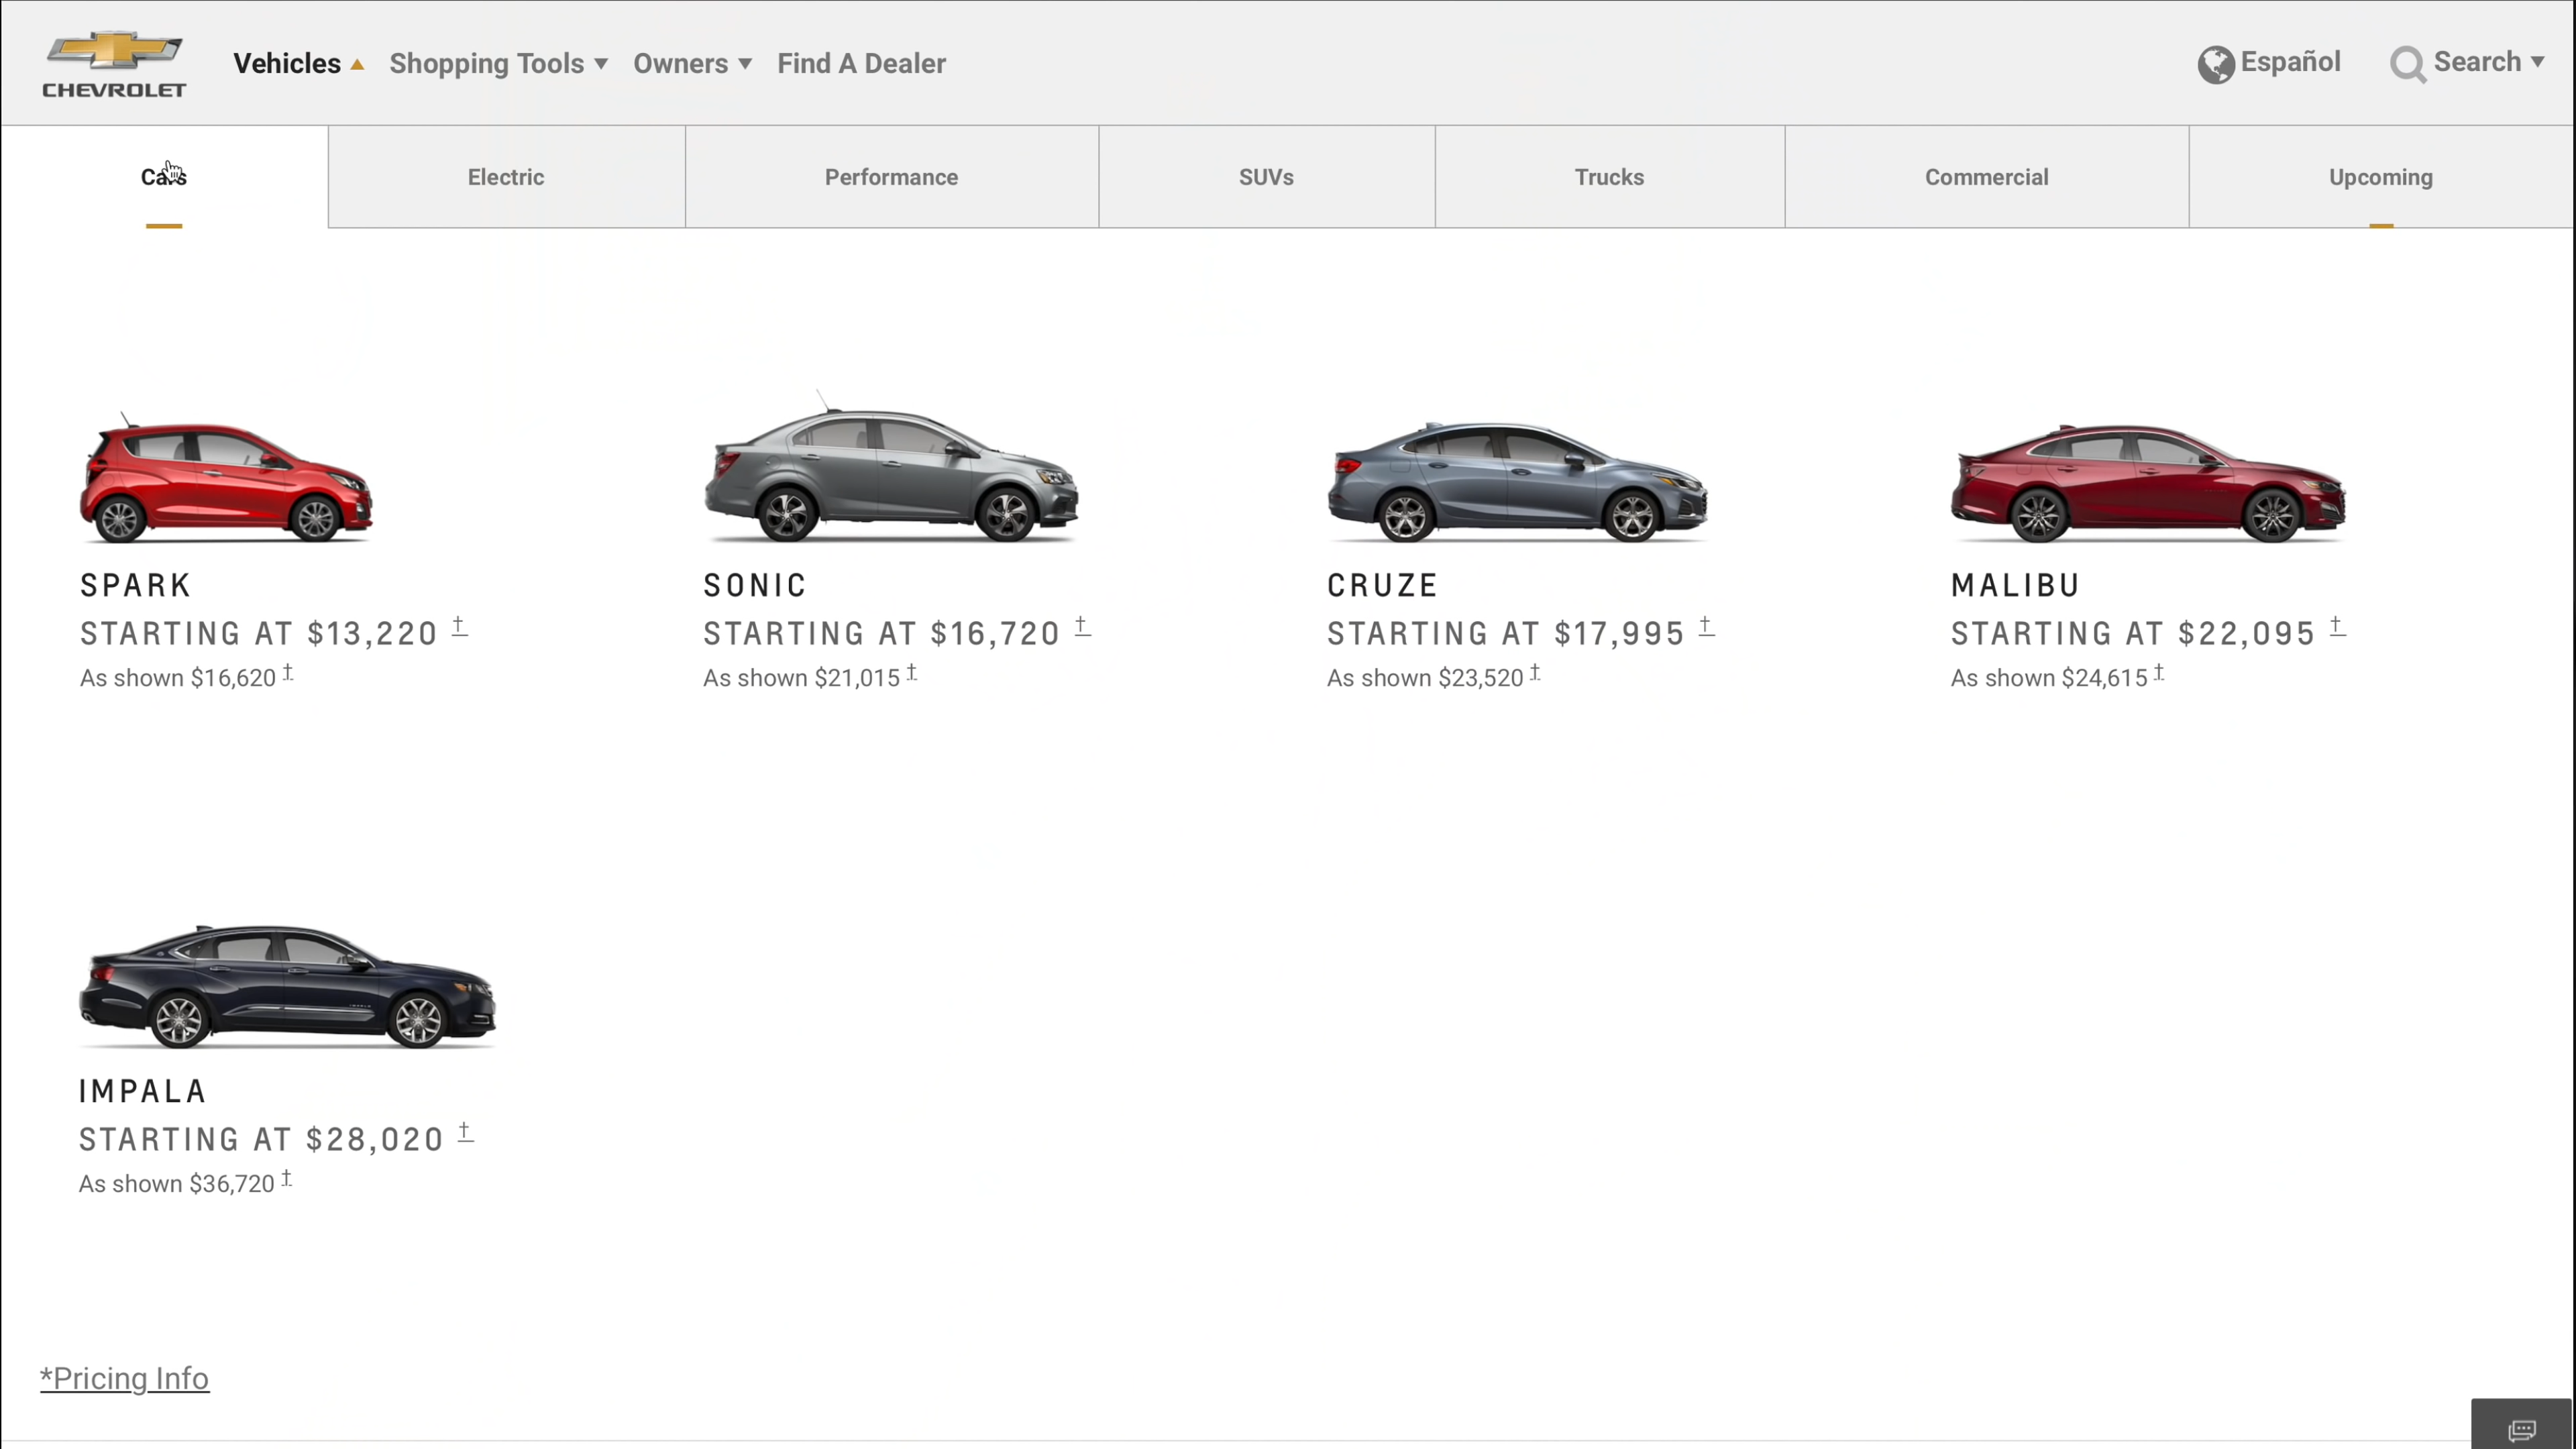 CHEVROLET
Vehicles ▲ Shopping Tools ▼ Owners ▼ Find A Dealer Español Search ▼
Cars Electric Performance SUVs Trucks Commercial Upcoming
SPARK
STARTING AT $13,220 †
As shown $16,620 †
SONIC
STARTING AT $16,720 †
As shown $21,015 †
CRUZE
STARTING AT $17,995 †
As shown $23,520 †
MALIBU
STARTING AT $22,095 †
As shown $24,615 †
IMPALA
STARTING AT $28,020 †
As shown $36,720 †
*Pricing Info